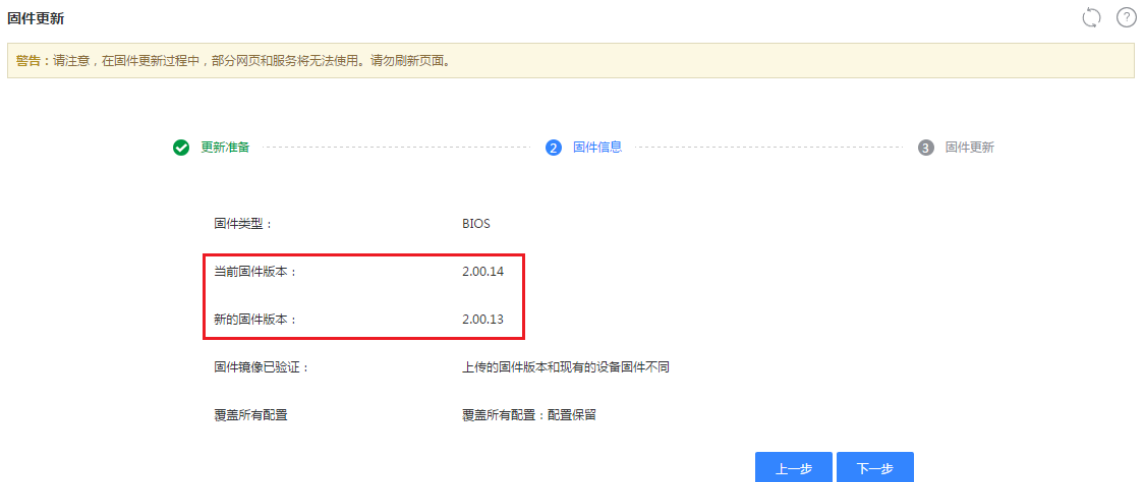 固件更新
警告：请注意，在固件更新过程中，部分网页和服务将无法使用。请勿刷新页面。
更新准备 2 固件信息 3 固件更新
固件类型： BIOS
当前固件版本： 2.00.14
新的固件版本： 2.00.13
固件镜像已验证： 上传的固件版本和现有的设备固件不同
覆盖所有配置 覆盖所有配置：配置保留
上一步 下一步